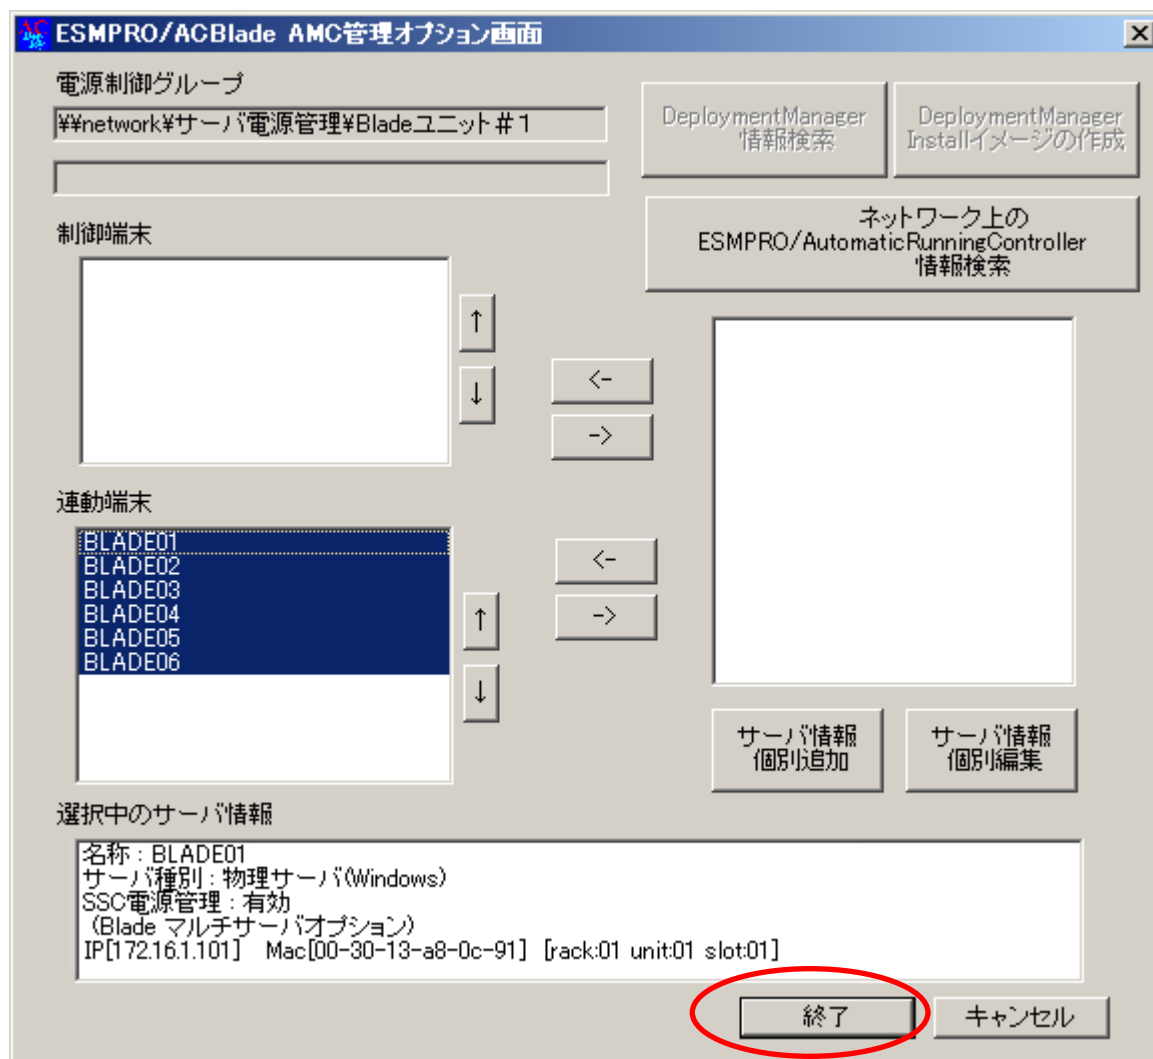 ESMPRO/ACBlade AMC管理オプション画面
電源制御グループ
¥¥network¥サーバ電源管理¥Bladeユニット＃１
DeploymentManager
情報検索
DeploymentManager
Installイメージの作成
ネットワーク上の
ESMPRO/AutomaticRunningController
情報検索
制御端末
↑
↓
<-
->
連動端末
BLADE01
BLADE02
BLADE03
BLADE04
BLADE05
BLADE06
↑
↓
<-
->
サーバ情報
個別追加
サーバ情報
個別編集
選択中のサーバ情報
名称：BLADE01
サーバ種別：物理サーバ(Windows)
SSC電源管理：有効
（Blade マルチサーバオプション）
IP[172.16.1.101] Mac[00-30-13-a8-0c-91] [rack:01 unit:01 slot:01]
終了
キャンセル